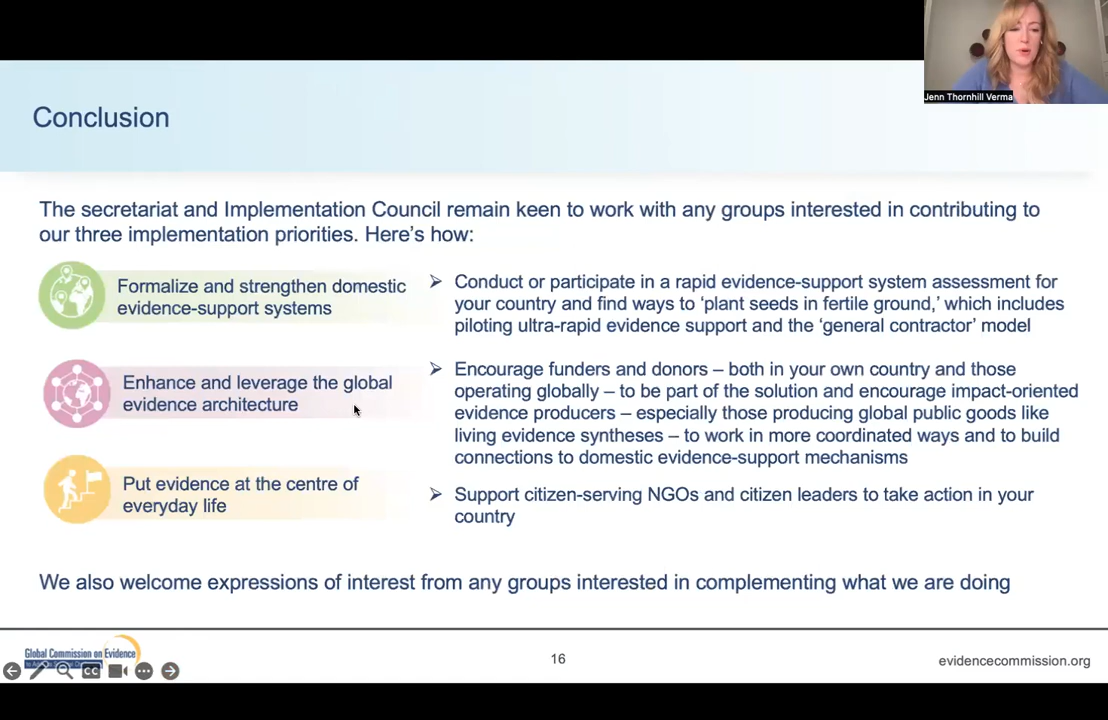 Jenn Thornhill Verma
Conclusion
The secretariat and Implementation Council remain keen to work with any groups interested in contributing to
our three implementation priorities. Here's how:
Formalize and strengthen domestic
evidence-support systems
➢ Conduct or participate in a rapid evidence-support system assessment for
your country and find ways to 'plant seeds in fertile ground,' which includes
piloting ultra-rapid evidence support and the 'general contractor' model
Enhance and leverage the global
evidence architecture
➢ Encourage funders and donors – both in your own country and those
operating globally – to be part of the solution and encourage impact-oriented
evidence producers – especially those producing global public goods like
living evidence syntheses – to work in more coordinated ways and to build
connections to domestic evidence-support mechanisms
Put evidence at the centre of
everyday life
➢ Support citizen-serving NGOs and citizen leaders to take action in your
country
We also welcome expressions of interest from any groups interested in complementing what we are doing
Global Commission on Evidence
CC
16
evidencecommission.org